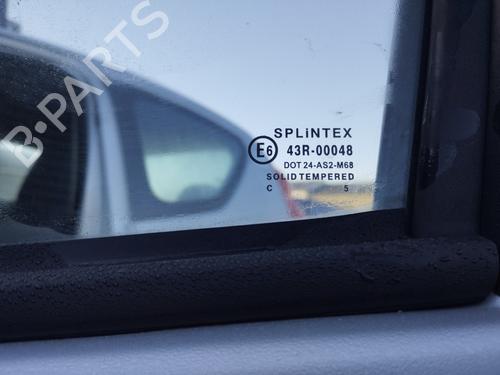 B-PARTS
SPLiNTEX
E6 43R-00048
DOT 24-AS2-M68
SOLID TEMPERED
C 5